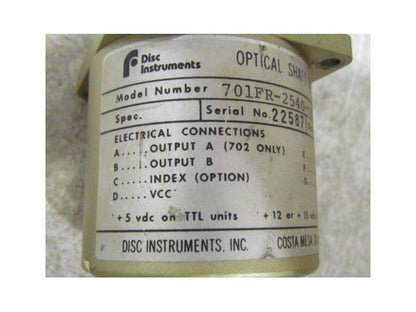 Disc
Instruments
OPTICAL
Model Number 701FR-2540-
Spec.
Serial No. 22587
ELECTRICAL CONNECTIONS
A.....OUTPUT A (702 ONLY)
E
B.....OUTPUT B
F
C.....INDEX (OPTION)
G
D.....VCC
+5 vdc on TTL units +12 or +15
DISC INSTRUMENTS, INC. COSTA MESA